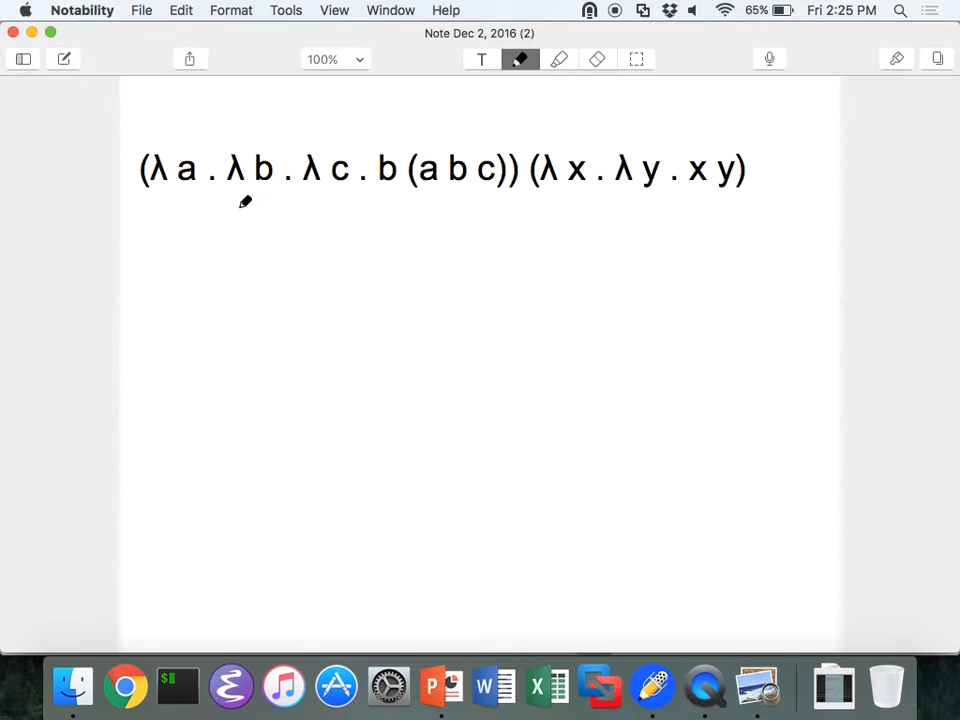 Notability File Edit Format Tools View Window Help 65% Fri 2:25 PM
Note Dec 2, 2016 (2)
100% T
(λ a . λ b . λ c . b (a b c)) (λ x . λ y . x y)